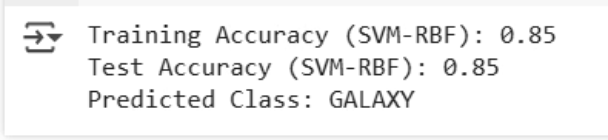 Training Accuracy (SVM-RBF): 0.85
Test Accuracy (SVM-RBF): 0.85
Predicted Class: GALAXY